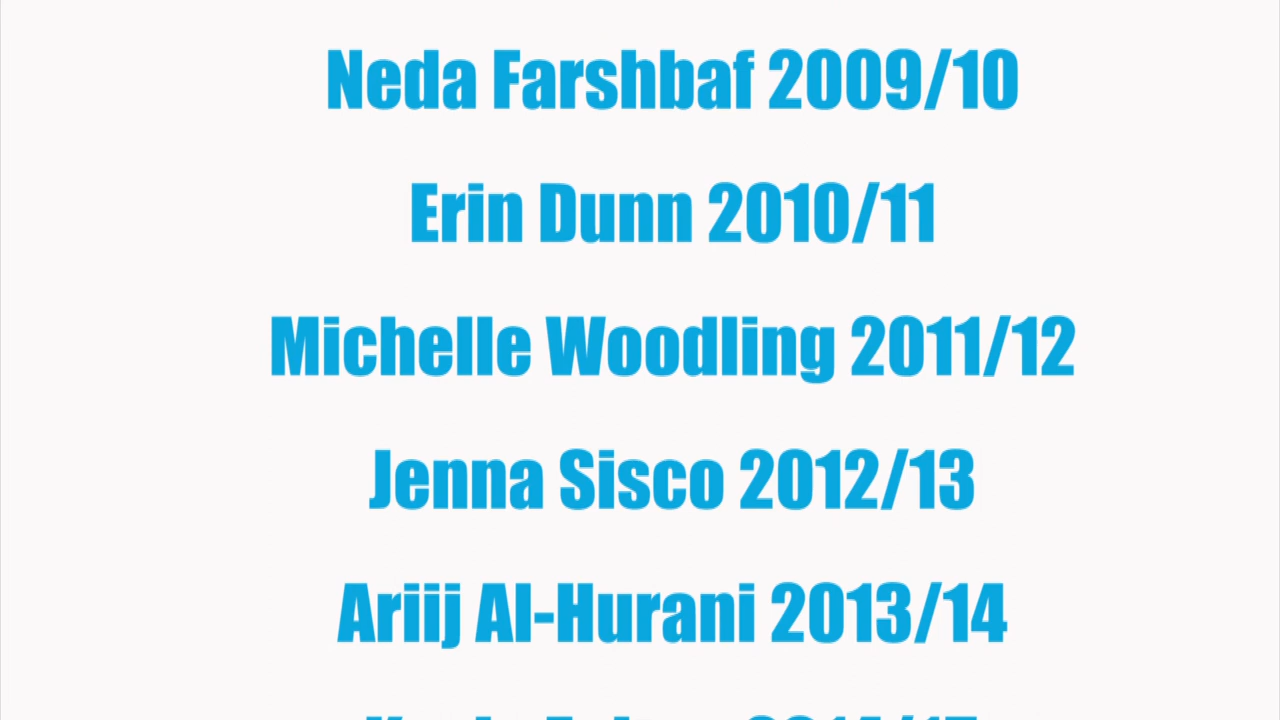 Neda Farshbaf 2009/10
Erin Dunn 2010/11
Michelle Woodling 2011/12
Jenna Sisco 2012/13
Ariij Al-Hurani 2013/14